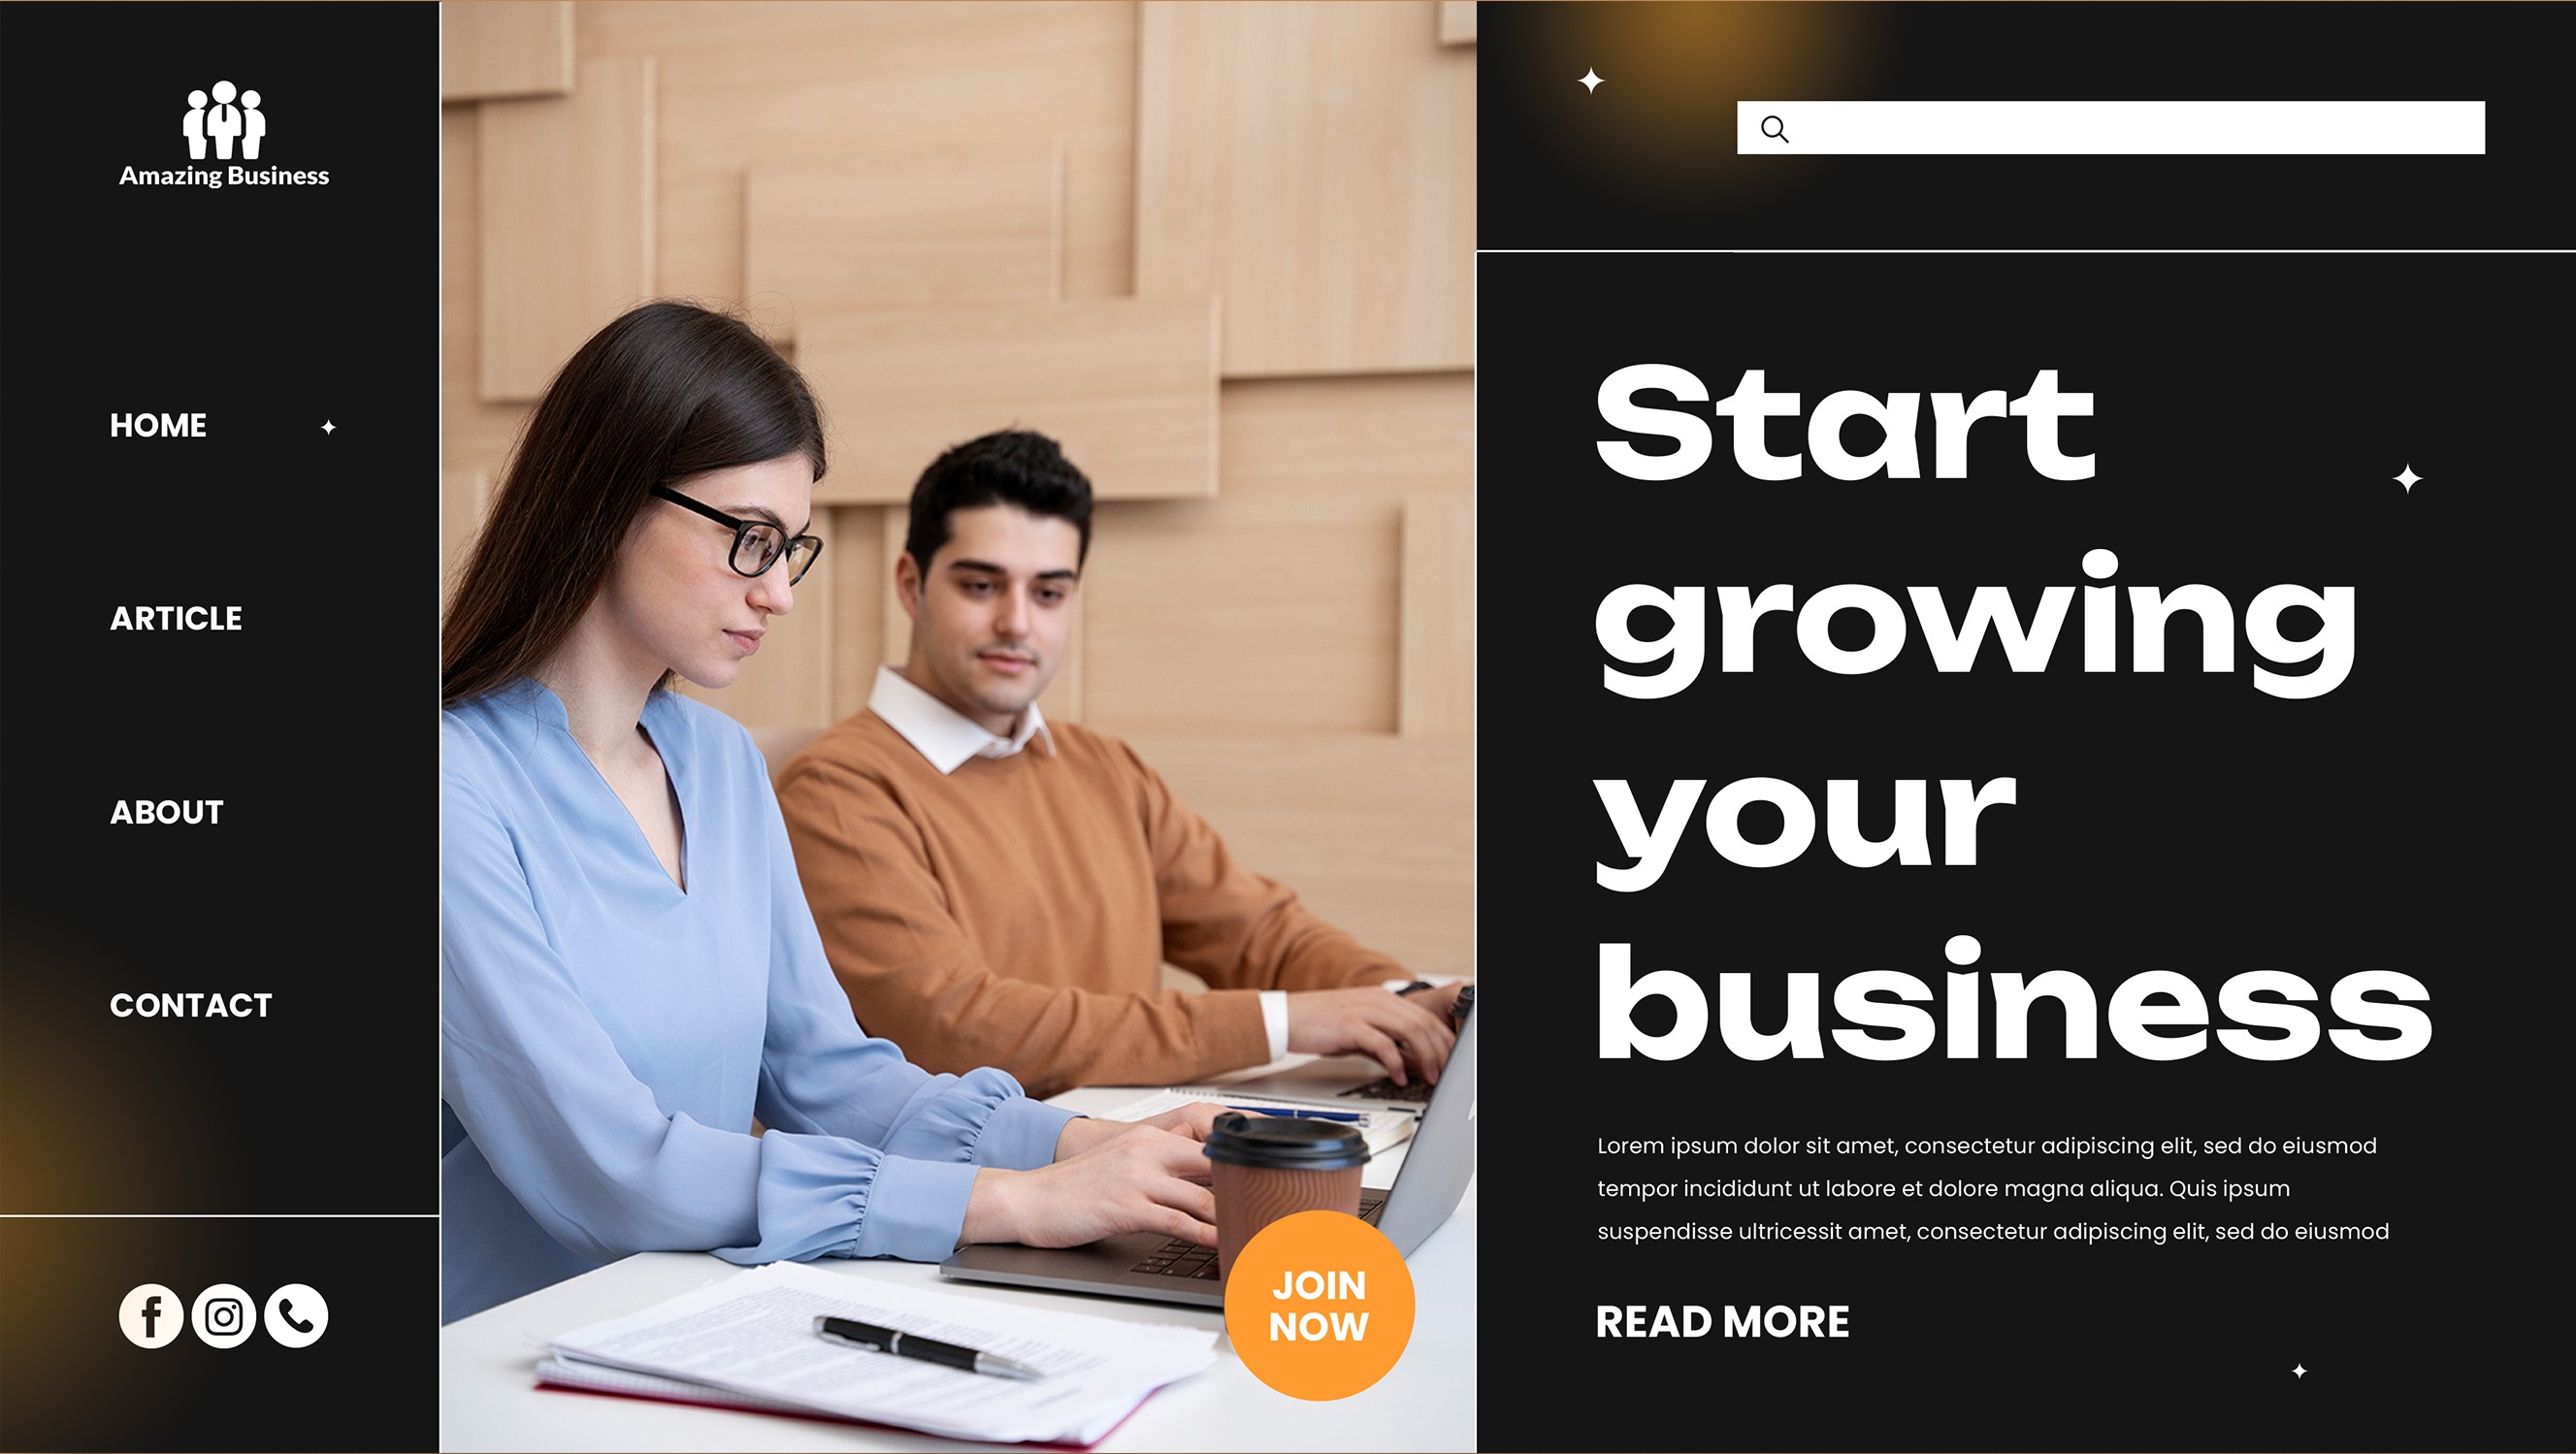 Amazing Business
HOME
ARTICLE
ABOUT
CONTACT
JOIN
NOW
Start
growing
your
business
Lorem ipsum dolor sit amet, consectetur adipiscing elit, sed do eiusmod
tempor incididunt ut labore et dolore magna aliqua. Quis ipsum
suspendisse ultricessit amet, consectetur adipiscing elit, sed do eiusmod
READ MORE